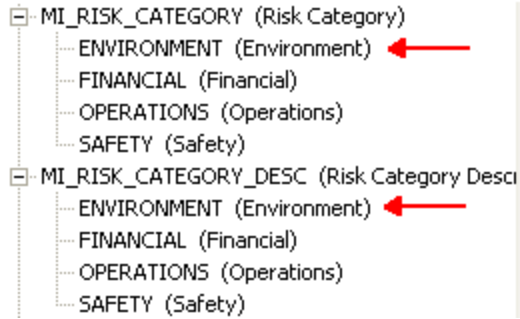 MI_RISK_CATEGORY (Risk Category)
ENVIRONMENT (Environment)
FINANCIAL (Financial)
OPERATIONS (Operations)
SAFETY (Safety)
MI_RISK_CATEGORY_DESC (Risk Category Descr
ENVIRONMENT (Environment)
FINANCIAL (Financial)
OPERATIONS (Operations)
SAFETY (Safety)